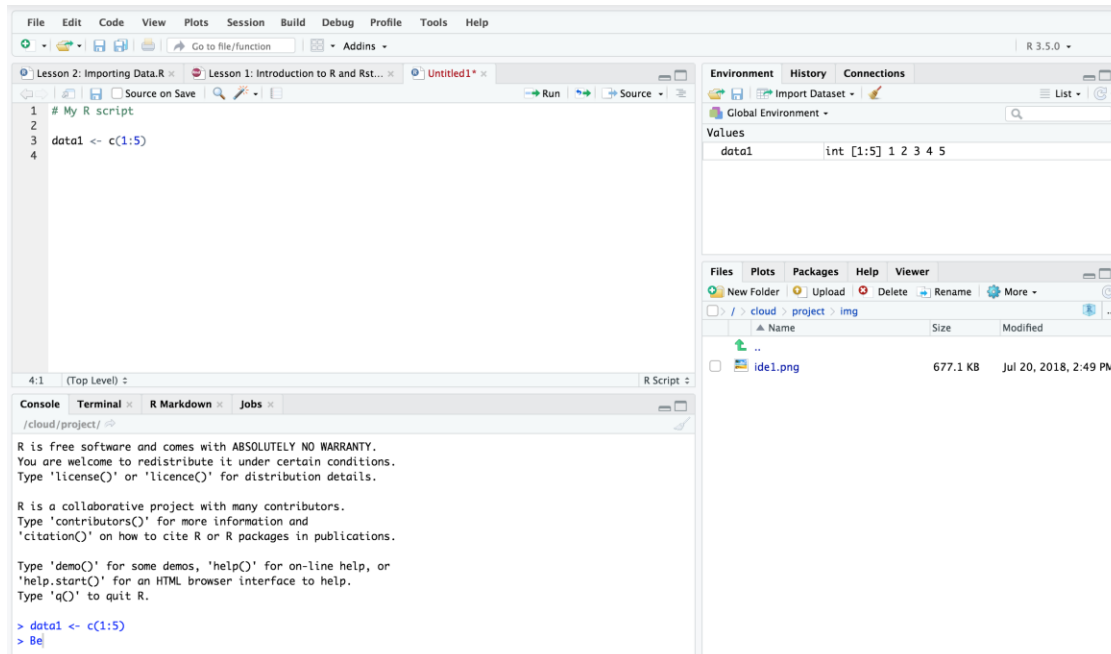 File Edit Code View Plots Session Build Debug Profile Tools Help
Go to file/function Addins R 3.5.0
Lesson 2: Importing Data.R Lesson 1: Introduction to R and Rst... Untitled1*
Source on Save Run Source
1 # My R script
2
3 data1 <- c(1:5)
4
4:1 (Top Level) R Script
Console Terminal R Markdown Jobs
/cloud/project/
R is free software and comes with ABSOLUTELY NO WARRANTY.
You are welcome to redistribute it under certain conditions.
Type 'license()' or 'licence()' for distribution details.
R is a collaborative project with many contributors.
Type 'contributors()' for more information and
'citation()' on how to cite R or R packages in publications.
Type 'demo()' for some demos, 'help()' for on-line help, or
'help.start()' for an HTML browser interface to help.
Type 'q()' to quit R.
> data1 <- c(1:5)
> Be
Environment History Connections
Import Dataset List
Global Environment
Values
data1 int [1:5] 1 2 3 4 5
Files Plots Packages Help Viewer
New Folder Upload Delete Rename More
/ > cloud > project > img
Name Size Modified
..
ide1.png 677.1 KB Jul 20, 2018, 2:49 PM